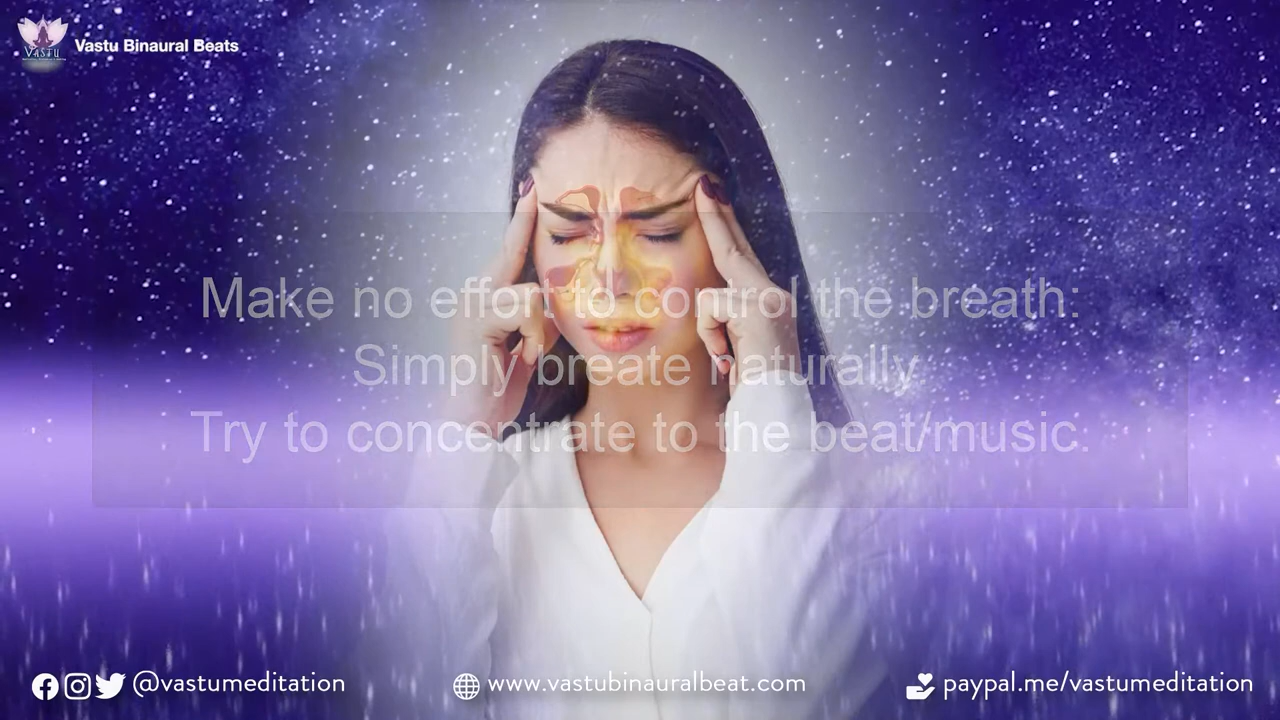 VASTU
Vastu Binaural Beats
Make no effort to control the breath:
Simply breate naturally
Try to concentrate to the beat/music.
@vastumeditation
www.vastubinauralbeat.com
paypal.me/vastumeditation